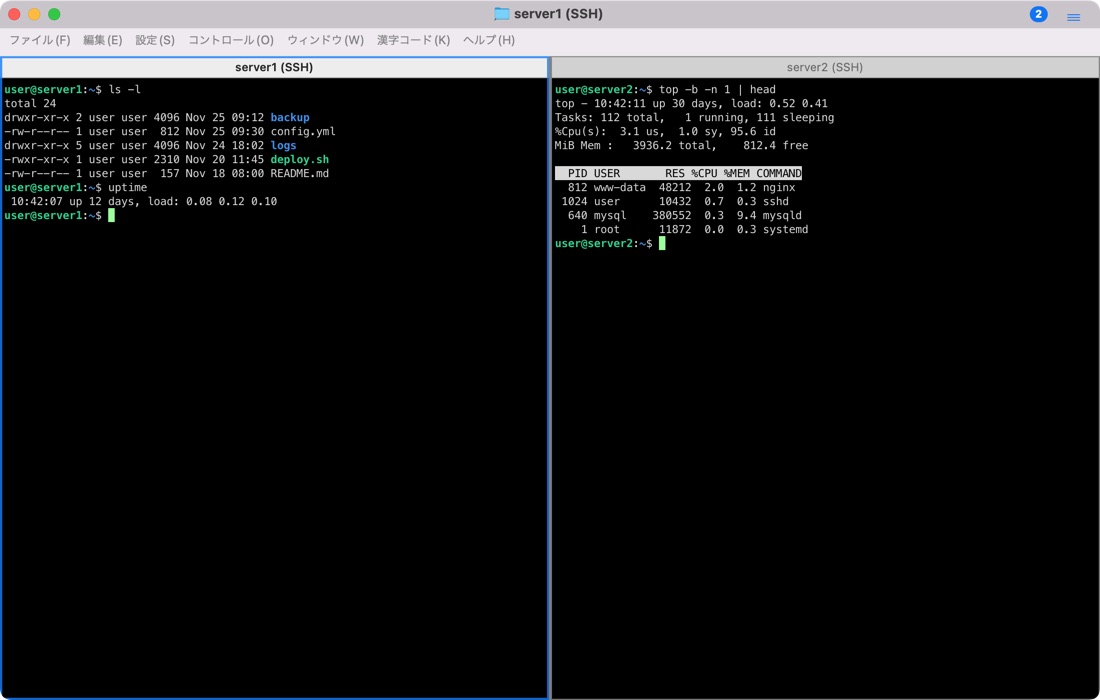 server1 (SSH)
2
ファイル(F) 編集(E) 設定(S) コントロール(O) ウィンドウ(W) 漢字コード(K) ヘルプ(H)
server1 (SSH)
user@server1:~$ ls -l
total 24
drwxr-xr-x 2 user user 4096 Nov 25 09:12 backup
-rw-r--r-- 1 user user  812 Nov 25 09:30 config.yml
drwxr-xr-x 5 user user 4096 Nov 24 18:02 logs
-rwxr-xr-x 1 user user 2310 Nov 20 11:45 deploy.sh
-rw-r--r-- 1 user user  157 Nov 18 08:00 README.md
user@server1:~$ uptime
 10:42:07 up 12 days, load: 0.08 0.12 0.10
user@server1:~$
server2 (SSH)
user@server2:~$ top -b -n 1 | head
top - 10:42:11 up 30 days, load: 0.52 0.41
Tasks: 112 total,   1 running, 111 sleeping
%Cpu(s):  3.1 us,  1.0 sy, 95.6 id
MiB Mem :   3936.2 total,    812.4 free
  PID USER       RES %CPU %MEM COMMAND
  812 www-data  48212  2.0  1.2 nginx
 1024 user      10432  0.7  0.3 sshd
  640 mysql    380552  0.3  9.4 mysqld
    1 root      11872  0.0  0.3 systemd
user@server2:~$